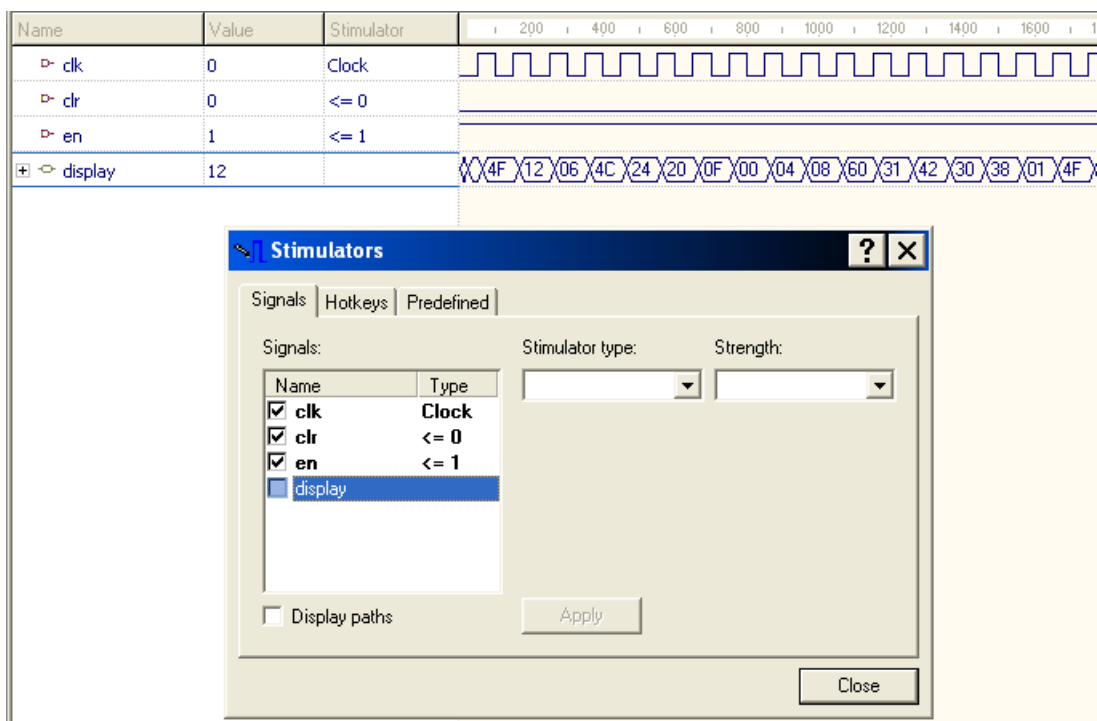 Name Value Stimulator 200 400 600 800 1000 1200 1400 1600 1
clk 0 Clock
clr 0 <= 0
en 1 <= 1
display 12 4F 12 06 4C 24 20 0F 00 04 08 60 31 42 30 38 01 4F
Stimulators
Signals Hotkeys Predefined
Signals: Stimulator type: Strength:
Name Type
clk Clock
clr <= 0
en <= 1
display
Display paths Apply
Close